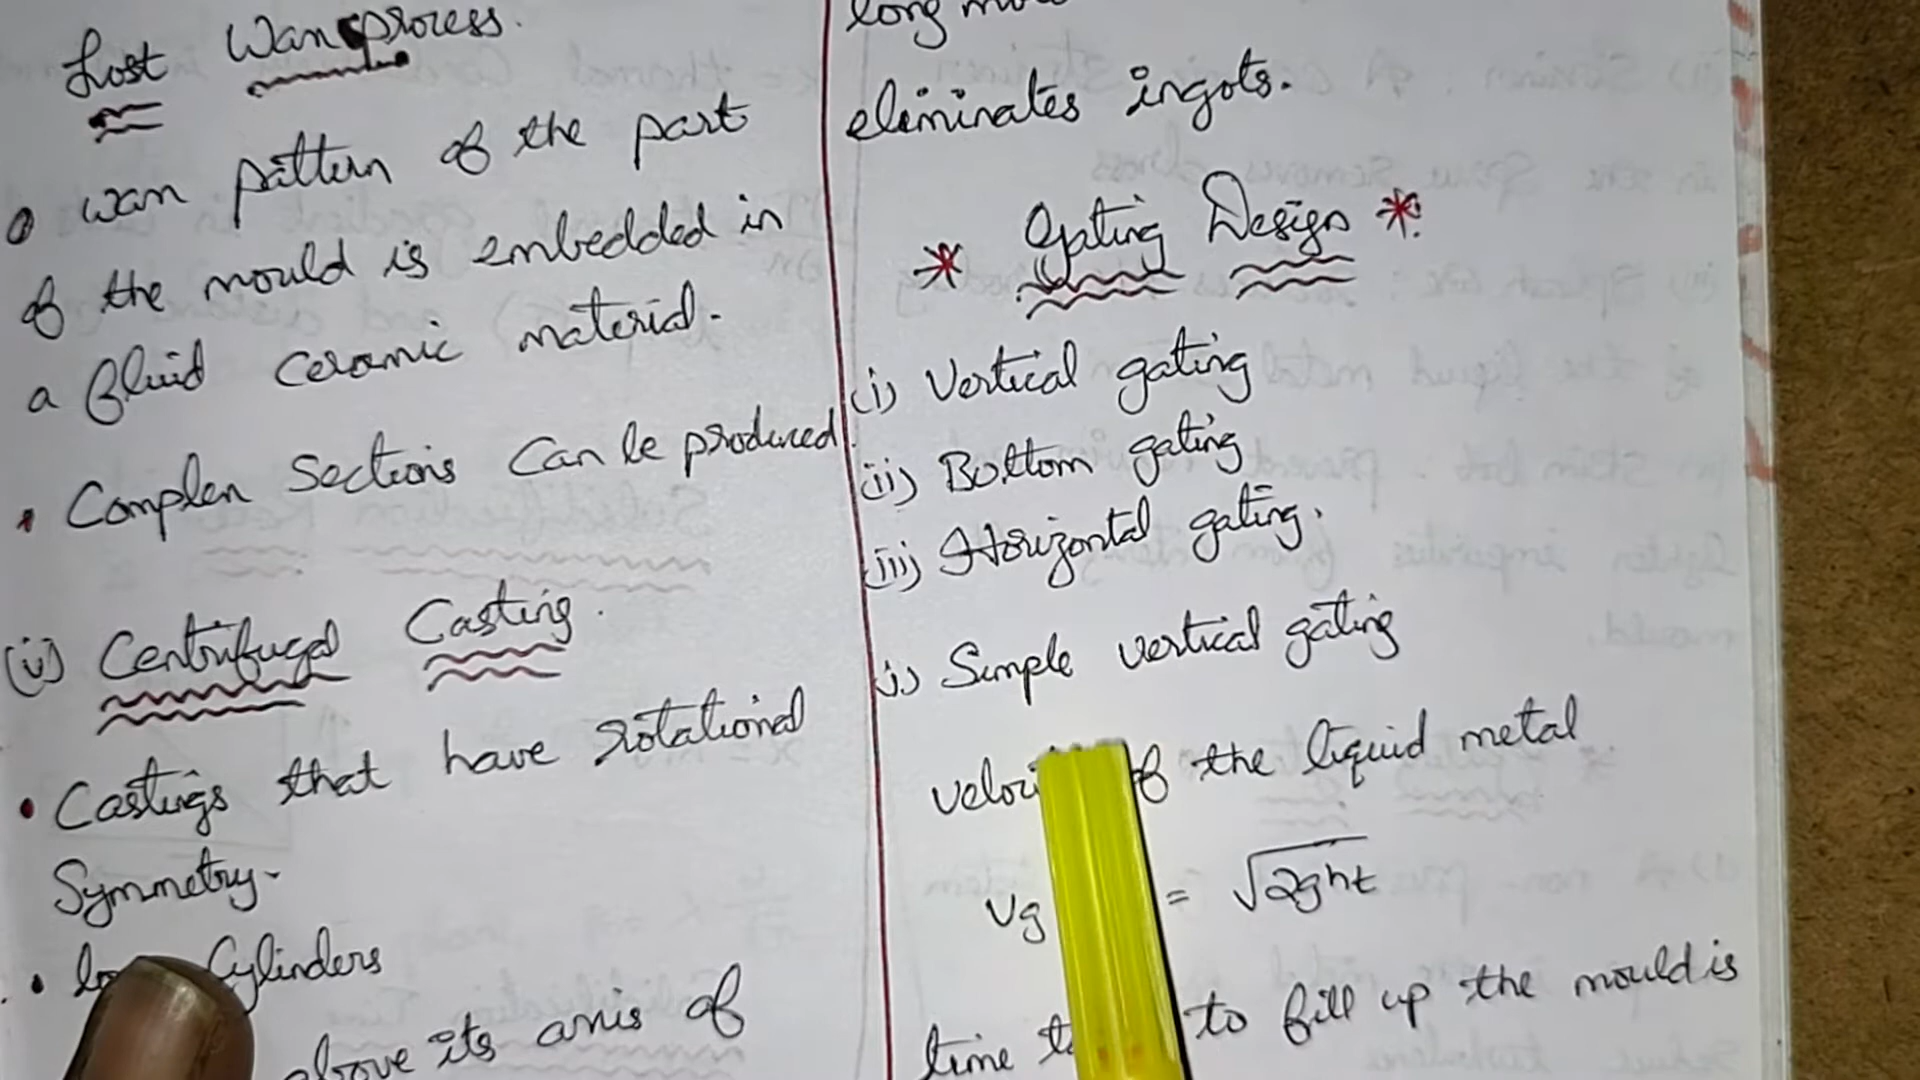 Lost Wax process.
o wax pattern of the part
of the mould is embedded in
a fluid ceramic material.
• Complex Sections Can be produced.
(v) Centrifugal Casting.
• Castings that have rotational
Symmetry.
• Cylinders
above its axis of
long
eliminates ingots.
* Gating Design *
(i) Vertical gating
(ii) Bottom gating
(iii) Horizontal gating.
i) Simple vertical gating
of the liquid metal
vg = √2ght
time to fill up the mould is